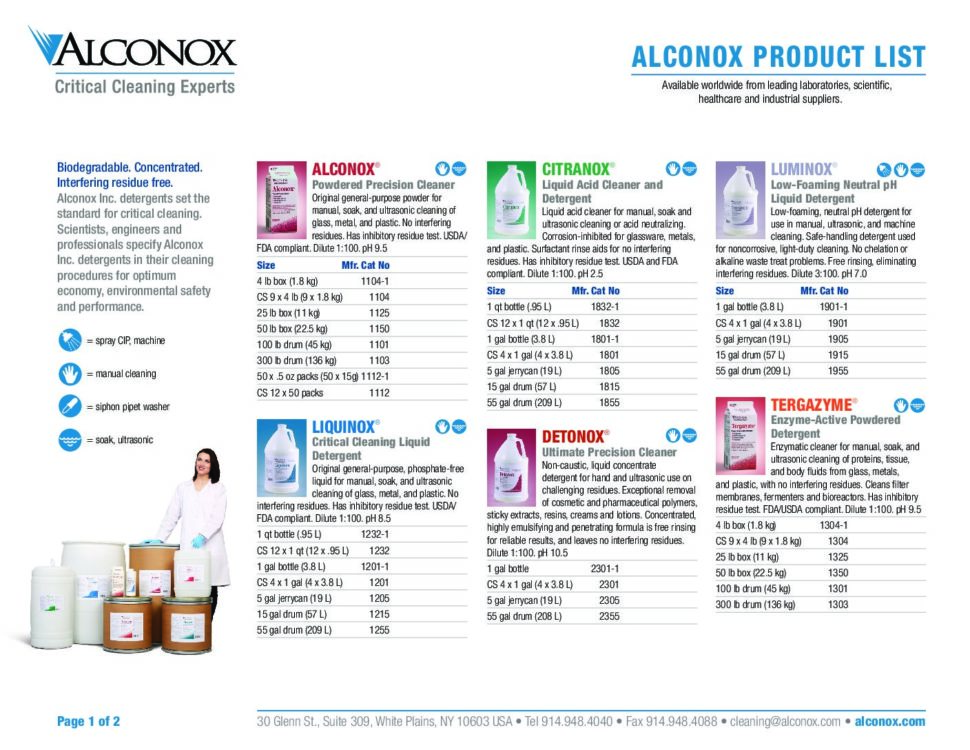 ALCONOX
Critical Cleaning Experts
ALCONOX PRODUCT LIST
Available worldwide from leading laboratories, scientific,
healthcare and industrial suppliers.
Biodegradable. Concentrated.
Interfering residue free.
Alconox Inc. detergents set the
standard for critical cleaning.
Scientists, engineers and
professionals specify Alconox
Inc. detergents in their cleaning
procedures for optimum
economy, environmental safety
and performance.
= spray CIP, machine
= manual cleaning
= siphon pipet washer
= soak, ultrasonic
ALCONOX®
Powdered Precision Cleaner
Original general-purpose powder for
manual, soak, and ultrasonic cleaning of
glass, metal, and plastic. No interfering
residues. Has inhibitory residue test. USDA/
FDA compliant. Dilute 1:100. pH 9.5
Size Mfr. Cat No
4 lb box (1.8 kg) 1104-1
CS 9 x 4 lb (9 x 1.8 kg) 1104
25 lb box (11 kg) 1125
50 lb box (22.5 kg) 1150
100 lb drum (45 kg) 1101
300 lb drum (136 kg) 1103
50 x .5 oz packs (50 x 15g) 1112-1
CS 12 x 50 packs 1112
LIQUINOX®
Critical Cleaning Liquid
Detergent
Original general-purpose, phosphate-free
liquid for manual, soak, and ultrasonic
cleaning of glass, metal, and plastic. No
interfering residues. Has inhibitory residue test. USDA/
FDA compliant. Dilute 1:100. pH 8.5
1 qt bottle (.95 L) 1232-1
CS 12 x 1 qt (12 x .95 L) 1232
1 gal bottle (3.8 L) 1201-1
CS 4 x 1 gal (4 x 3.8 L) 1201
5 gal jerrycan (19 L) 1205
15 gal drum (57 L) 1215
55 gal drum (209 L) 1255
CITRANOX®
Liquid Acid Cleaner and
Detergent
Liquid acid cleaner for manual, soak and
ultrasonic cleaning or acid neutralizing.
Corrosion-inhibited for glassware, metals,
and plastic. Surfactant rinse aids for no interfering
residues. Has inhibitory residue test. USDA and FDA
compliant. Dilute 1:100. pH 2.5
Size Mfr. Cat No
1 qt bottle (.95 L) 1832-1
CS 12 x 1 qt (12 x .95 L) 1832
1 gal bottle (3.8 L) 1801-1
CS 4 x 1 gal (4 x 3.8 L) 1801
5 gal jerrycan (19 L) 1805
15 gal drum (57 L) 1815
55 gal drum (209 L) 1855
DETONOX®
Ultimate Precision Cleaner
Non-caustic, liquid concentrate
detergent for hand and ultrasonic use on
challenging residues. Exceptional removal
of cosmetic and pharmaceutical polymers,
sticky extracts, resins, creams and lotions. Concentrated,
highly emulsifying and penetrating formula is free rinsing
for reliable results, and leaves no interfering residues.
Dilute 1:100. pH 10.5
1 gal bottle 2301-1
CS 4 x 1 gal (4 x 3.8 L) 2301
5 gal jerrycan (19 L) 2305
55 gal drum (208 L) 2355
LUMINOX®
Low-Foaming Neutral pH
Liquid Detergent
Low-foaming, neutral pH detergent for
use in manual, ultrasonic, and machine
cleaning. Safe-handling detergent used
for noncorrosive, light-duty cleaning. No chelation or
alkaline waste treat problems. Free rinsing, eliminating
interfering residues. Dilute 3:100. pH 7.0
Size Mfr. Cat No
1 gal bottle (3.8 L) 1901-1
CS 4 x 1 gal (4 x 3.8 L) 1901
5 gal jerrycan (19 L) 1905
15 gal drum (57 L) 1915
55 gal drum (209 L) 1955
TERGAZYME®
Enzyme-Active Powdered
Detergent
Enzymatic cleaner for manual, soak, and
ultrasonic cleaning of proteins, tissue,
and body fluids from glass, metals,
and plastic, with no interfering residues. Cleans filter
membranes, fermenters and bioreactors. Has inhibitory
residue test. FDA/USDA compliant. Dilute 1:100. pH 9.5
4 lb box (1.8 kg) 1304-1
CS 9 x 4 lb (9 x 1.8 kg) 1304
25 lb box (11 kg) 1325
50 lb box (22.5 kg) 1350
100 lb drum (45 kg) 1301
300 lb drum (136 kg) 1303
Page 1 of 2
30 Glenn St., Suite 309, White Plains, NY 10603 USA • Tel 914.948.4040 • Fax 914.948.4088 • cleaning@alconox.com • alconox.com